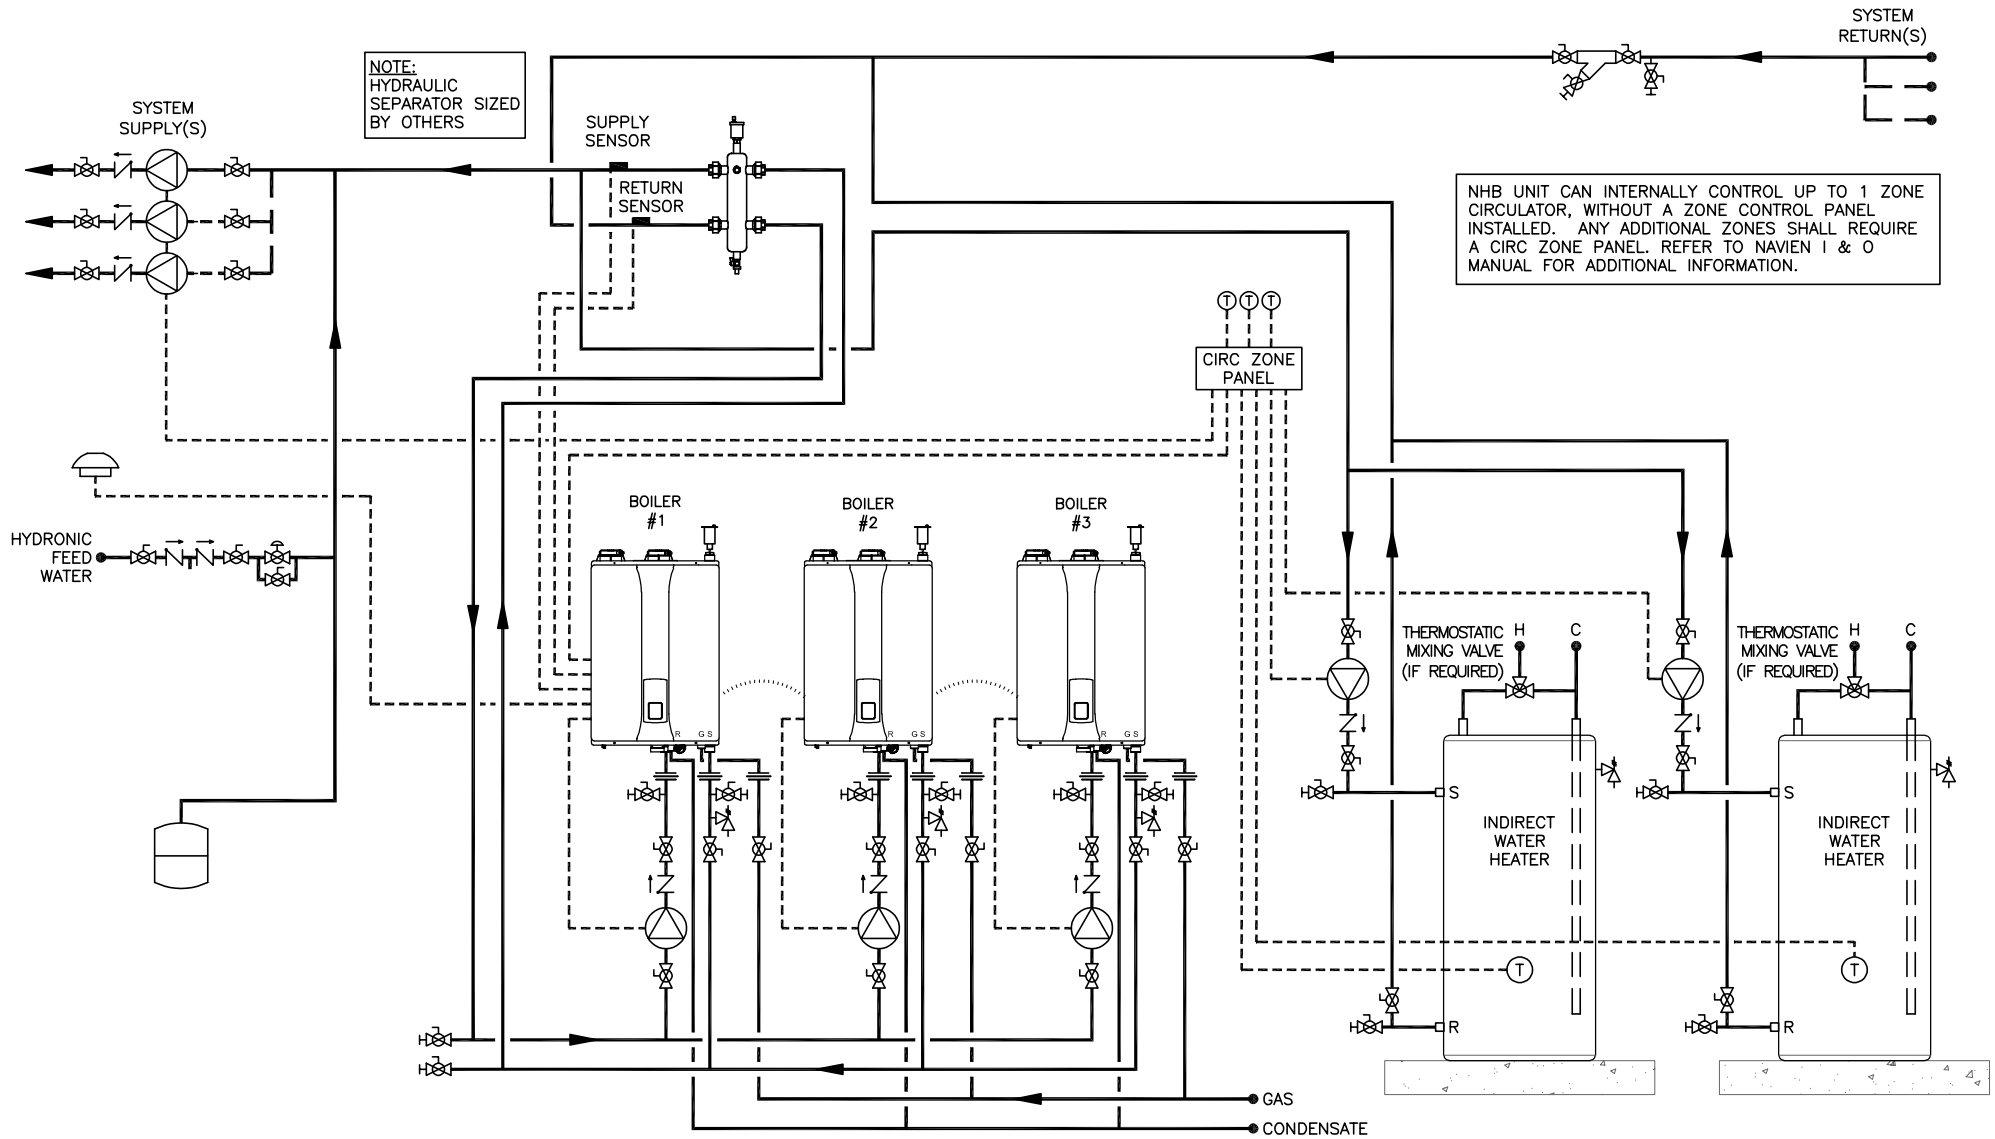 SYSTEM
RETURN(S)
NOTE:
HYDRAULIC
SEPARATOR SIZED
BY OTHERS
SYSTEM
SUPPLY(S)
SUPPLY
SENSOR
RETURN
SENSOR
NHB UNIT CAN INTERNALLY CONTROL UP TO 1 ZONE
CIRCULATOR, WITHOUT A ZONE CONTROL PANEL
INSTALLED. ANY ADDITIONAL ZONES SHALL REQUIRE
A CIRC ZONE PANEL. REFER TO NAVIEN I & O
MANUAL FOR ADDITIONAL INFORMATION.
T T T
CIRC ZONE
PANEL
HYDRONIC
FEED
WATER
BOILER
#1
BOILER
#2
BOILER
#3
R G S
R G S
R G S
THERMOSTATIC
MIXING VALVE
(IF REQUIRED)
H C
THERMOSTATIC
MIXING VALVE
(IF REQUIRED)
H C
S
INDIRECT
WATER
HEATER
T
R
S
INDIRECT
WATER
HEATER
T
R
GAS
CONDENSATE